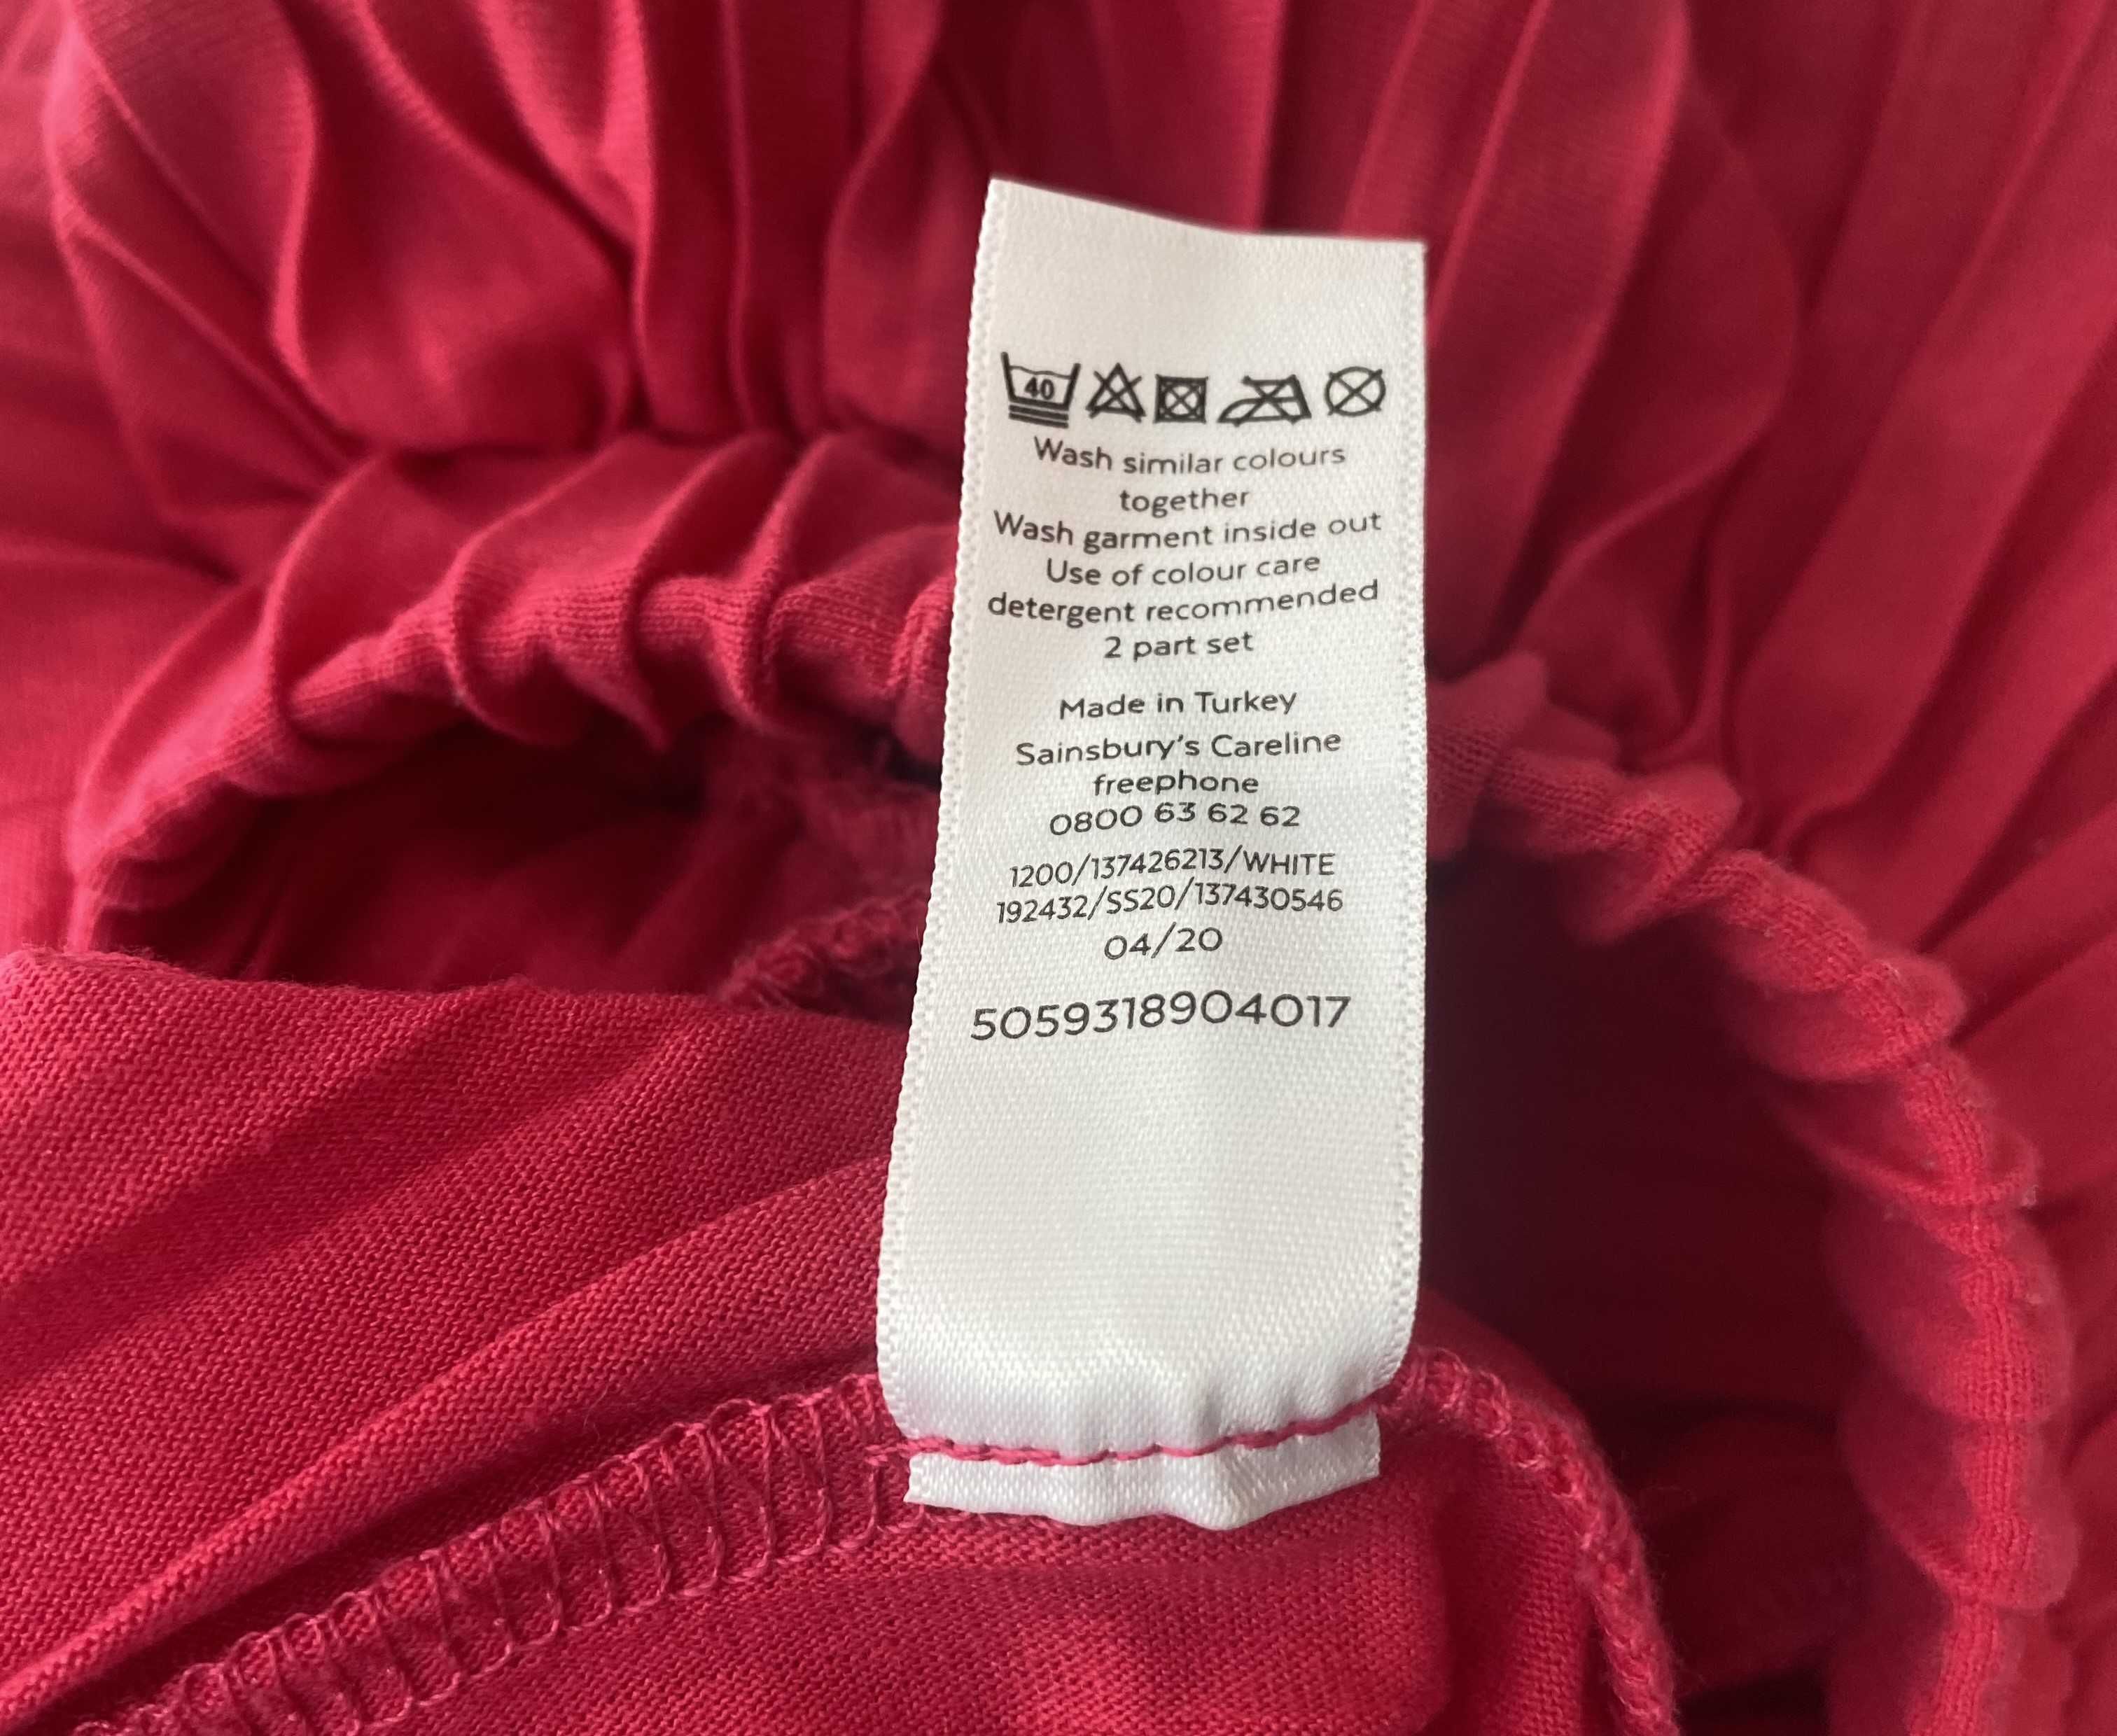 40
Wash similar colours
together
Wash garment inside out
Use of colour care
detergent recommended
2 part set
Made in Turkey
Sainsbury's Careline
freephone
0800 63 62 62
1200/137426213/WHITE
192432/SS20/137430546
04/20
5059318904017